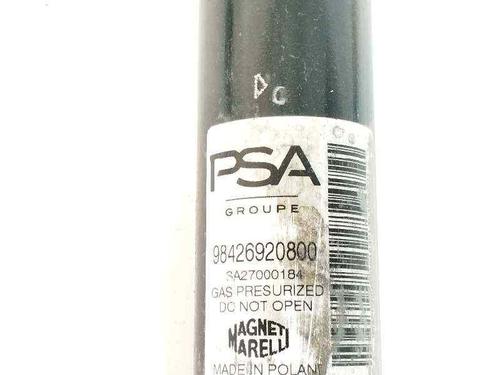 PSA
GROUPE
98426920800
SA27000184
GAS PRESURIZED
DO NOT OPEN
MAGNETI
MARELLI
MADE IN POLAND